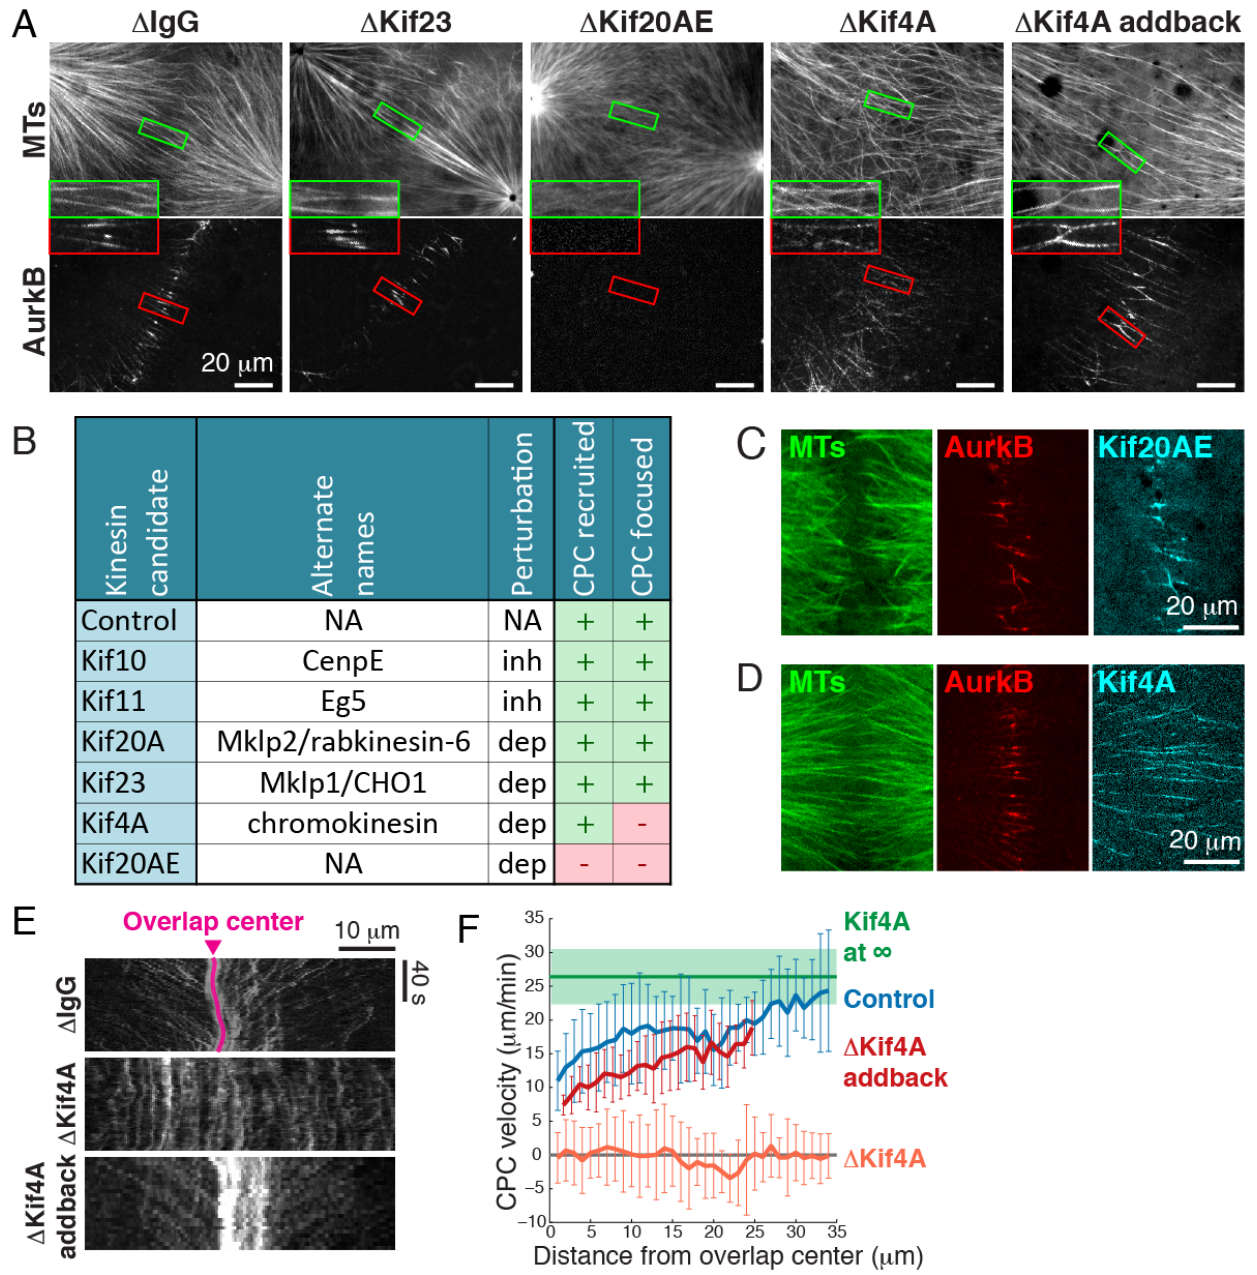 A
ΔIgG
ΔKif23
ΔKif20AE
ΔKif4A
ΔKif4A addback
MTs
AurkB
20 μm
B
Kinesin
candidate
Alternate
names
Perturbation
CPC recruited
CPC focused
Control NA NA + +
Kif10 CenpE inh + +
Kif11 Eg5 inh + +
Kif20A Mklp2/rabkinesin-6 dep + +
Kif23 Mklp1/CHO1 dep + +
Kif4A chromokinesin dep + -
Kif20AE NA dep - -
C
MTs
AurkB
Kif20AE
20 μm
D
MTs
AurkB
Kif4A
20 μm
E
Overlap center
10 μm
40 s
ΔIgG
ΔKif4A
ΔKif4A
addback
F
CPC velocity (μm/min)
35
30
25
20
15
10
5
0
−5
−10
0 5 10 15 20 25 30 35
Distance from overlap center (μm)
Kif4A
at ∞
Control
ΔKif4A
addback
ΔKif4A